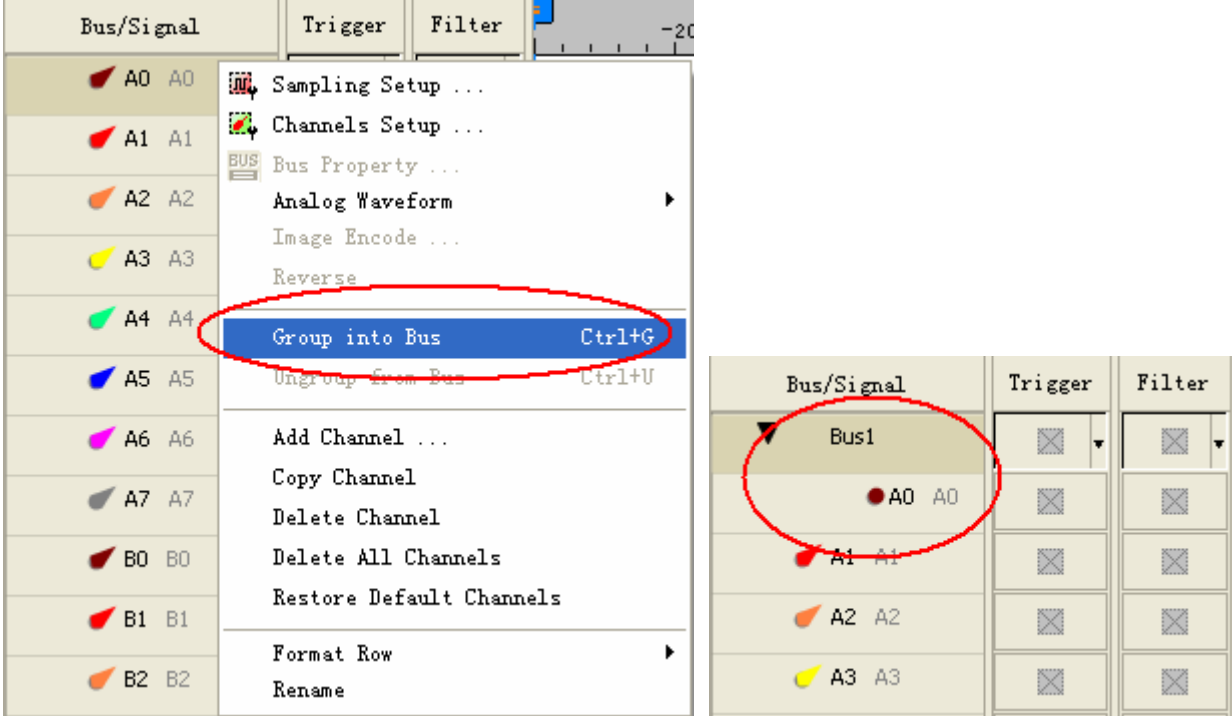 Bus/Signal Trigger Filter
-20
A0 A0
A1 A1
A2 A2
A3 A3
A4 A4
A5 A5
A6 A6
A7 A7
B0 B0
B1 B1
B2 B2
Sampling Setup ...
Channels Setup ...
BUS Bus Property ...
Analog Waveform
Image Encode ...
Reverse
Group into Bus Ctrl+G
Ungroup from Bus Ctrl+U
Add Channel ...
Copy Channel
Delete Channel
Delete All Channels
Restore Default Channels
Format Row
Rename
Bus/Signal Trigger Filter
Bus1
A0 A0
A1 A1
A2 A2
A3 A3